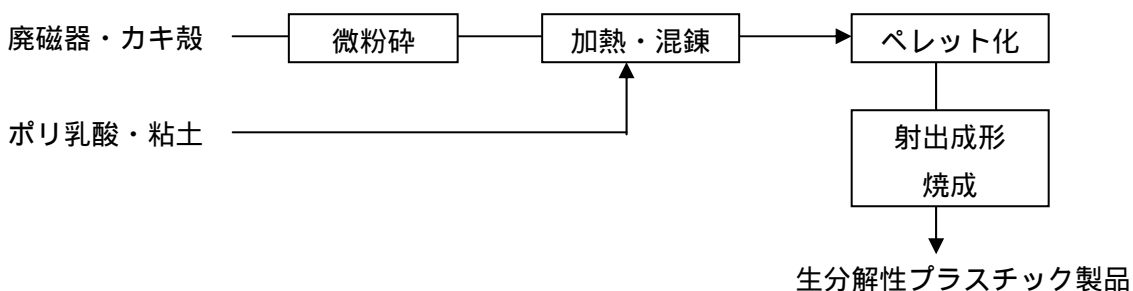 廃磁器・カキ殻
微粉砕
加熱・混錬
ペレット化
ポリ乳酸・粘土
射出成形
焼成
生分解性プラスチック製品